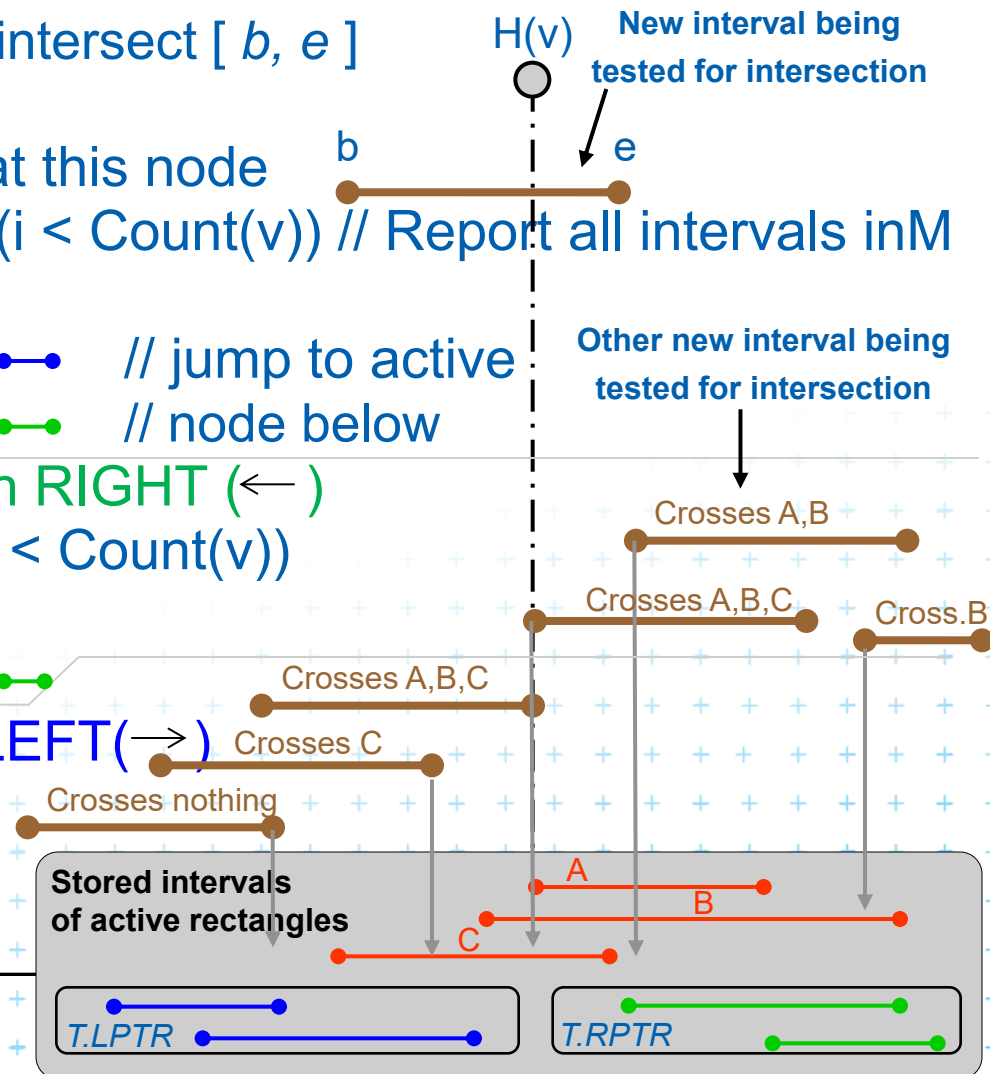 intersect [ b, e ]
H(v)
New interval being
tested for intersection
b
e
at this node
(i < Count(v)) // Report all intervals inM
// jump to active
// node below
Other new interval being
tested for intersection
n RIGHT (← )
< Count(v))
Crosses A,B
Crosses A,B,C
Cross.B
Crosses A,B,C
LEFT(→ )
Crosses C
Crosses nothing
Stored intervals
of active rectangles
A
B
C
T.LPTR
T.RPTR